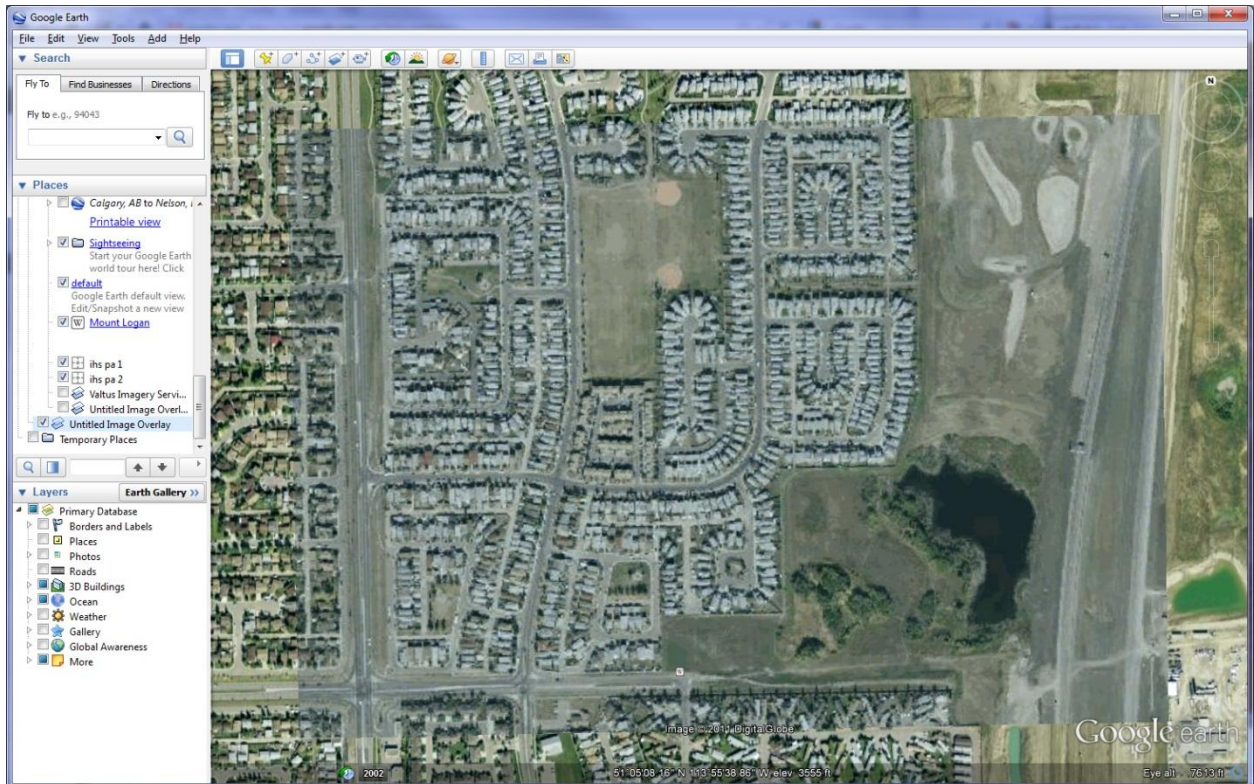 Google Earth
File Edit View Tools Add Help
Search
Fly To Find Businesses Directions
Fly to e.g., 94043
Places
Calgary, AB to Nelson,
Printable view
Sightseeing
Start your Google Earth
world tour here! Click
default
Google Earth default view.
Edit/Snapshot a new view
Mount Logan
ihs pa 1
ihs pa 2
Valtus Imagery Servi...
Untitled Image Overl...
Untitled Image Overlay
Temporary Places
Layers Earth Gallery >>
Primary Database
Borders and Labels
Places
Photos
Roads
3D Buildings
Ocean
Weather
Gallery
Global Awareness
More
N
Image © 2011 DigitalGlobe
Google earth
2002 51°05'08.16" N 113°55'38.86" W elev 3555 ft Eye alt 7613 ft